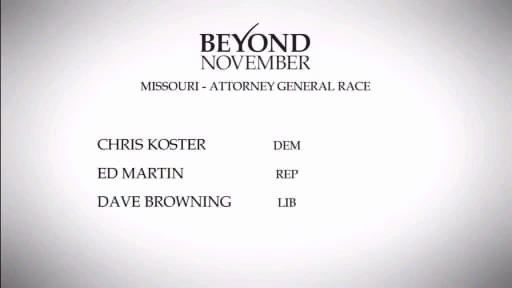 BEYOND
NOVEMBER
MISSOURI - ATTORNEY GENERAL RACE
CHRIS KOSTER DEM
ED MARTIN REP
DAVE BROWNING LIB